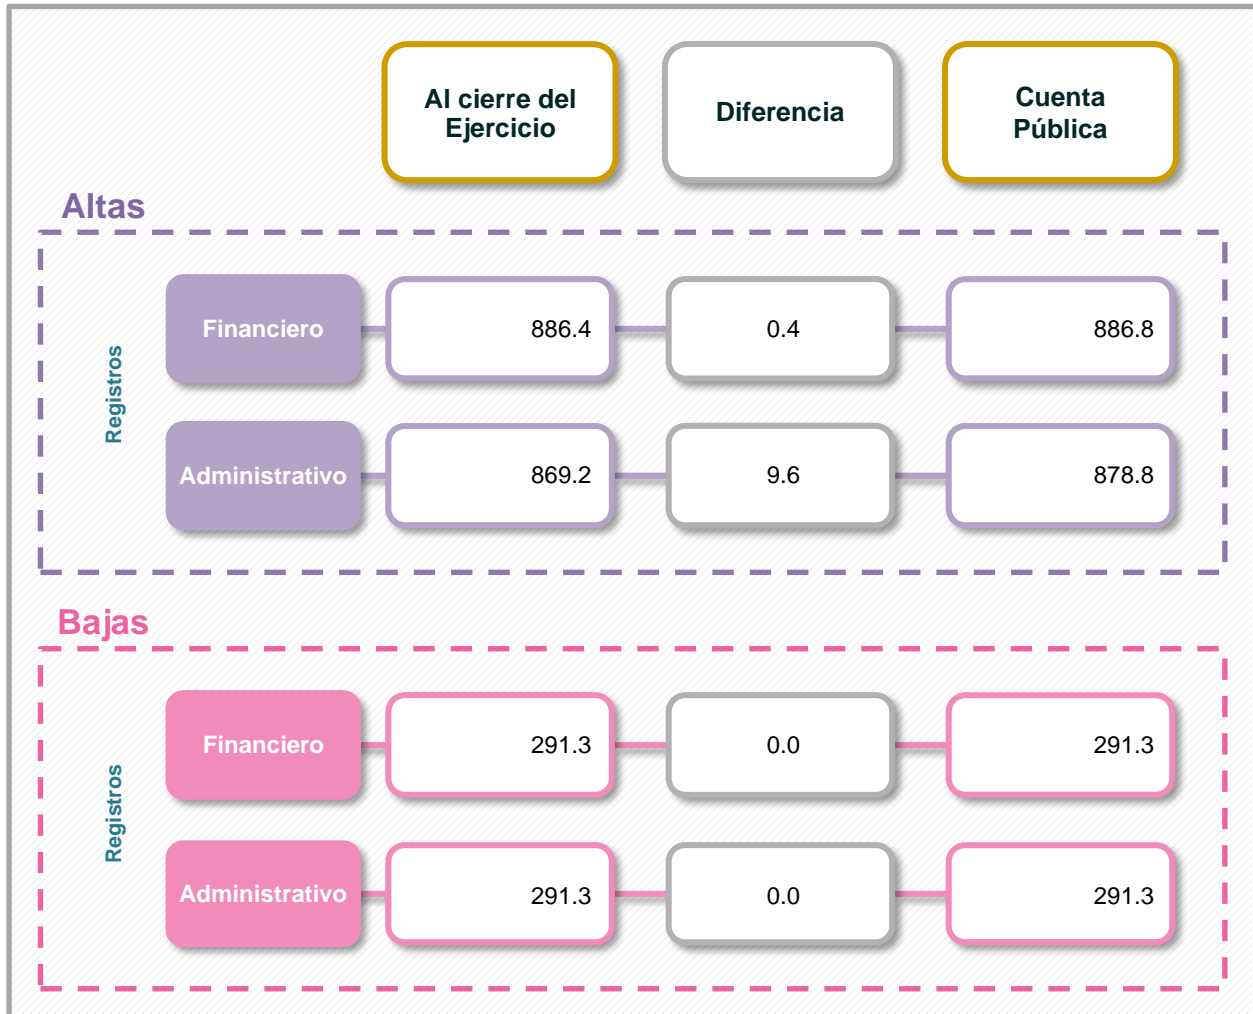 Al cierre del
Ejercicio
Diferencia
Cuenta
Pública
Altas
Registros
Financiero
886.4
0.4
886.8
Administrativo
869.2
9.6
878.8
Bajas
Registros
Financiero
291.3
0.0
291.3
Administrativo
291.3
0.0
291.3